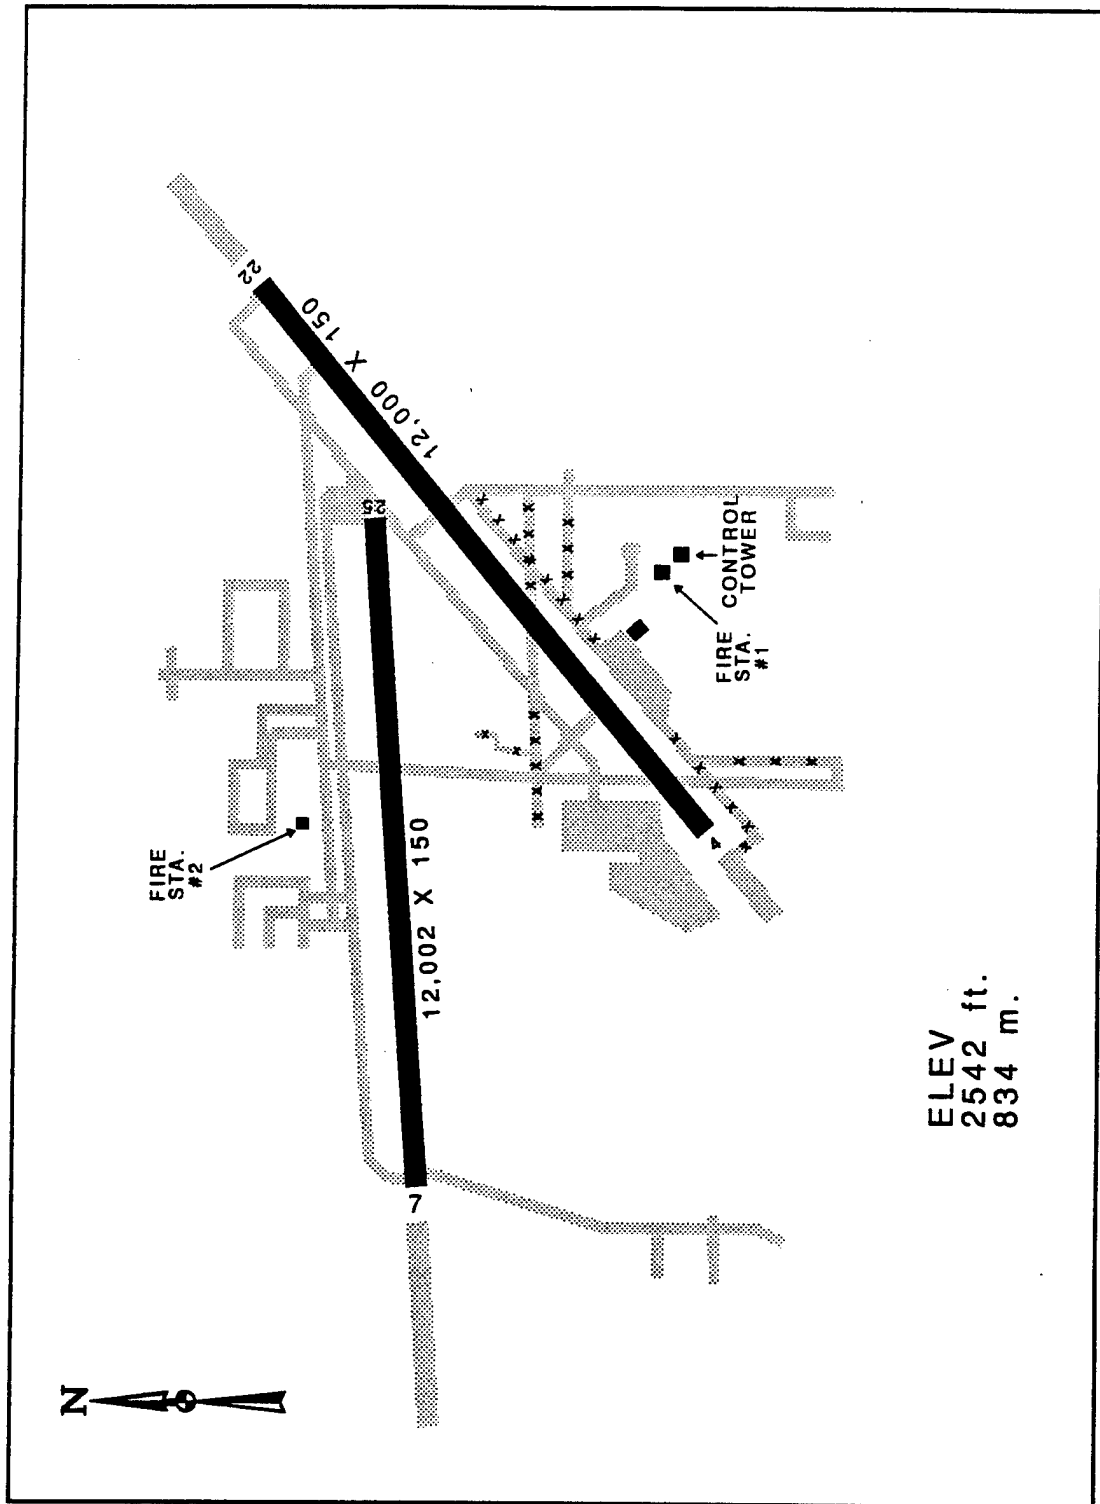 N
FIRE
STA.
#2
22
12,000 X 150
25
12,002 X 150
7
4
FIRE
STA.
#1
CONTROL
TOWER
ELEV
2542 ft.
834 m.